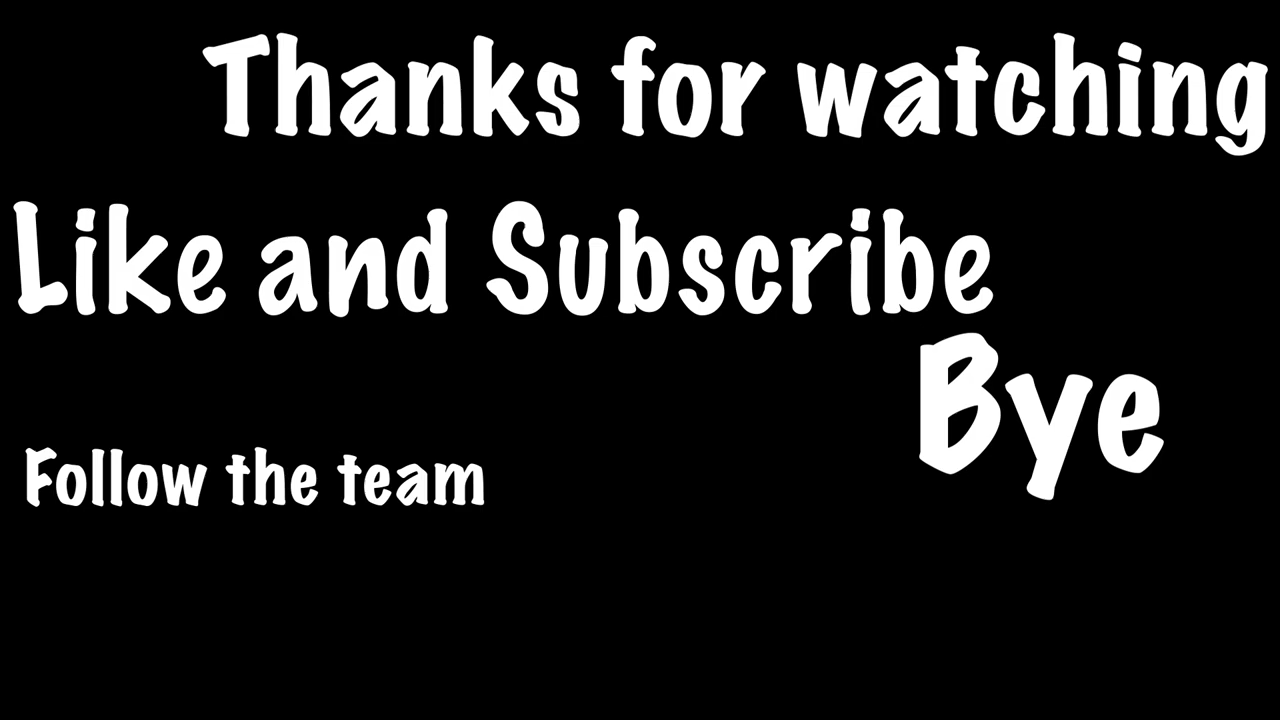 Thanks for watching
Like and Subscribe
Bye
Follow the team